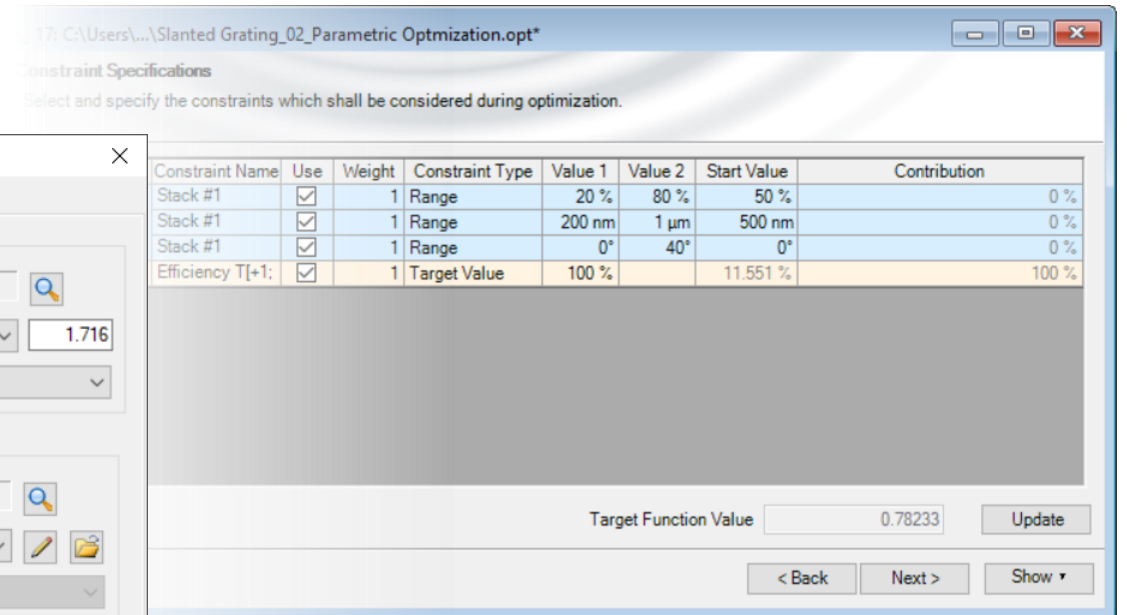 17: C:\Users\...\Slanted Grating_02_Parametric Optmization.opt*
Constraint Specifications
Select and specify the constraints which shall be considered during optimization.
Constraint Name Use Weight Constraint Type Value 1 Value 2 Start Value Contribution
Stack #1 1 Range 20 % 80 % 50 % 0 %
Stack #1 1 Range 200 nm 1 µm 500 nm 0 %
Stack #1 1 Range 0° 40° 0° 0 %
Efficiency T[+1; 1 Target Value 100 % 11.551 % 100 %
1.716
Target Function Value 0.78233 Update
< Back Next > Show